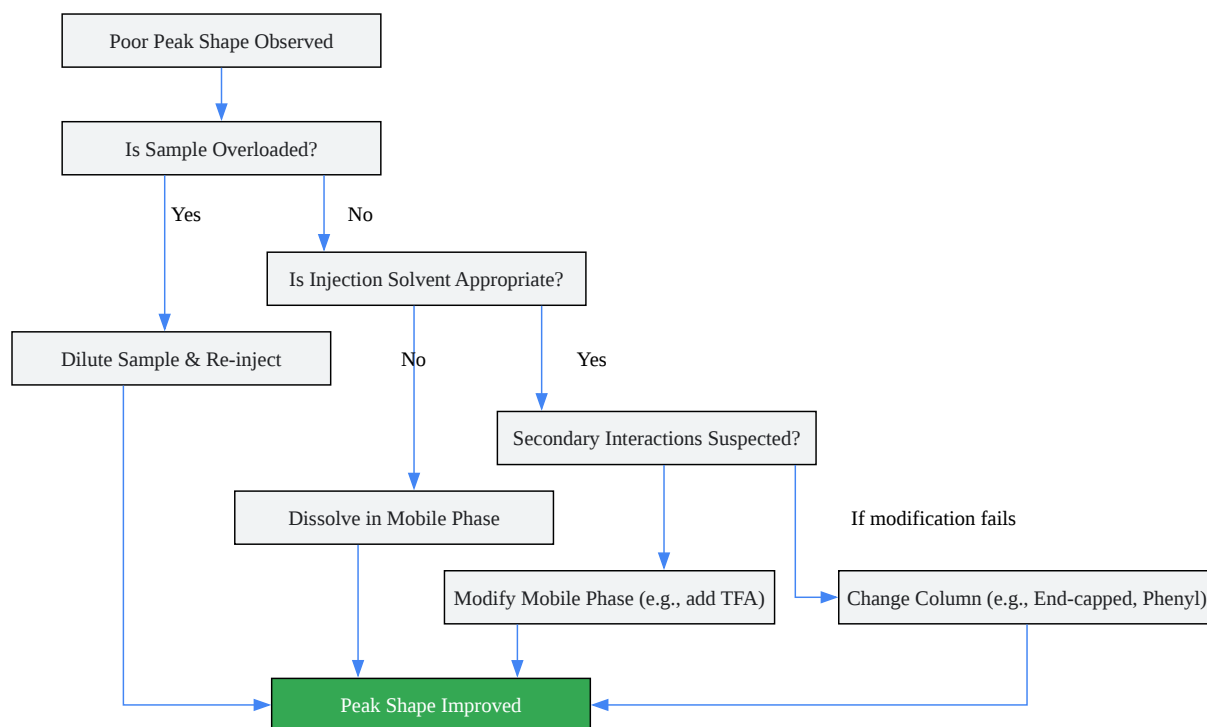 Poor Peak Shape Observed
Is Sample Overloaded?
Yes
No
Is Injection Solvent Appropriate?
Dilute Sample & Re-inject
No
Yes
Secondary Interactions Suspected?
Dissolve in Mobile Phase
If modification fails
Modify Mobile Phase (e.g., add TFA)
Change Column (e.g., End-capped, Phenyl)
Peak Shape Improved